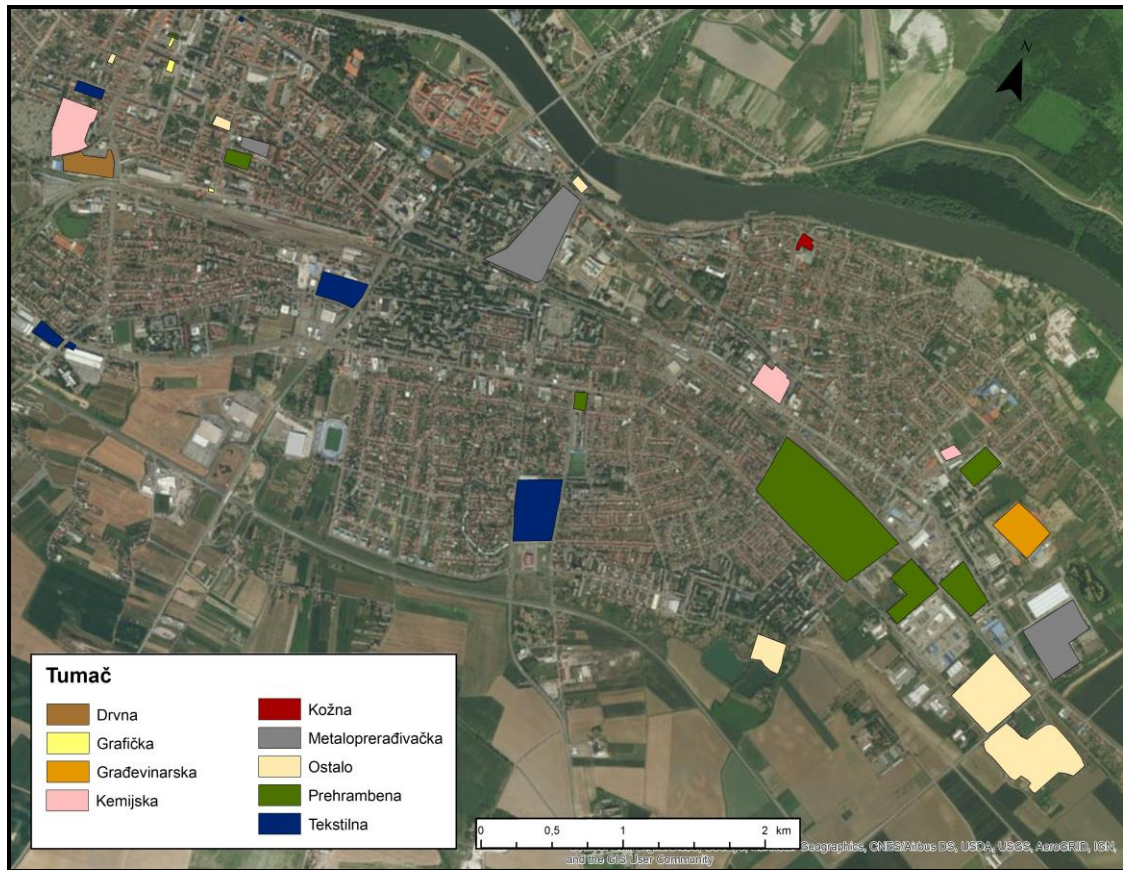 N
Tumač
Drvna
Grafička
Građevinarska
Kemijska
Kožna
Metaloprerađivačka
Ostalo
Prehrambena
Tekstilna
0 0,5 1 2 km
Geographics, CNES/Airbus DS, USDA, USGS, AeroGRID, IGN,
and the GIS User Community